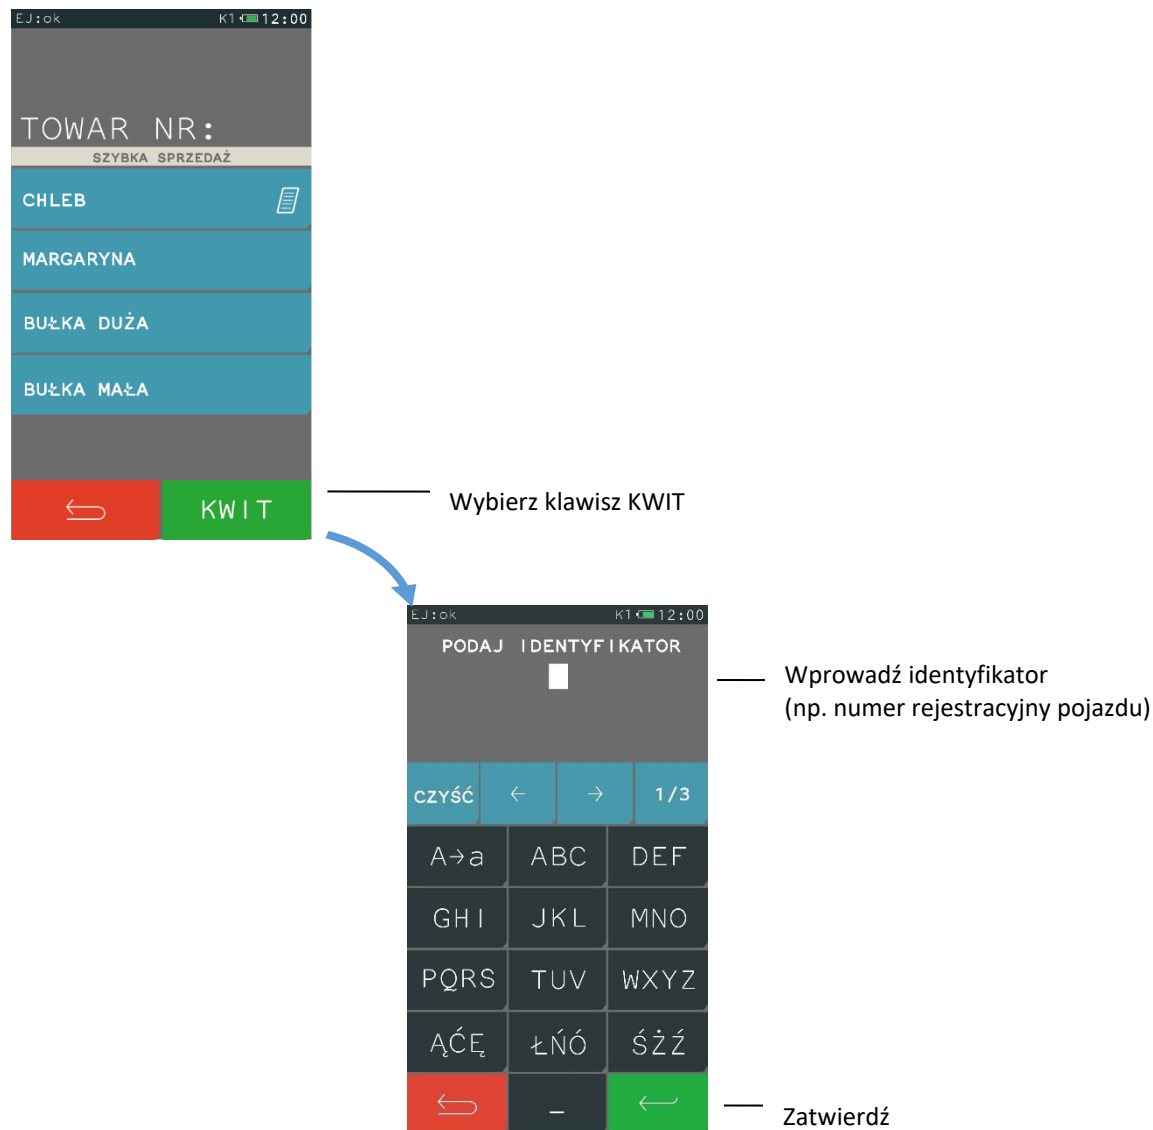 EJ:ok K1 12:00
TOWAR NR:
SZYBKA SPRZEDAŻ
CHLEB
MARGARYNA
BUŁKA DUŻA
BUŁKA MAŁA
KWIT
Wybierz klawisz KWIT
EJ:ok K1 12:00
PODAJ IDENTYFIKATOR
Wprowadź identyfikator
(np. numer rejestracyjny pojazdu)
CZYŚĆ ← → 1/3
A→a ABC DEF
GHI JKL MNO
PQRS TUV WXYZ
ĄĆĘ ŁŃÓ ŚŻŹ
_
Zatwierdź